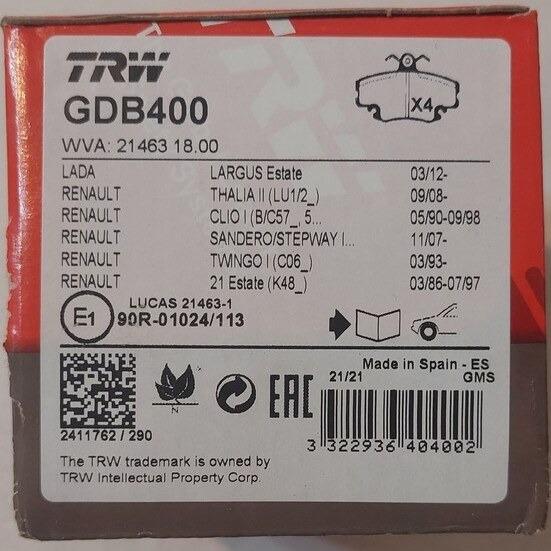 TRW
GDB400
X4
WVA: 21463 18.00
LADA LARGUS Estate 03/12-
RENAULT THALIA II (LU1/2_) 09/08-
RENAULT CLIO I (B/C57_, 5... 05/90-09/98
RENAULT SANDERO/STEPWAY I... 11/07-
RENAULT TWINGO I (C06_) 03/93-
RENAULT 21 Estate (K48_) 03/86-07/97
E1
LUCAS 21463-1
90R-01024/113
Made in Spain - ES
21/21 GMS
N
EAC
2411762 / 290
3 322936 404002
The TRW trademark is owned by
TRW Intellectual Property Corp.